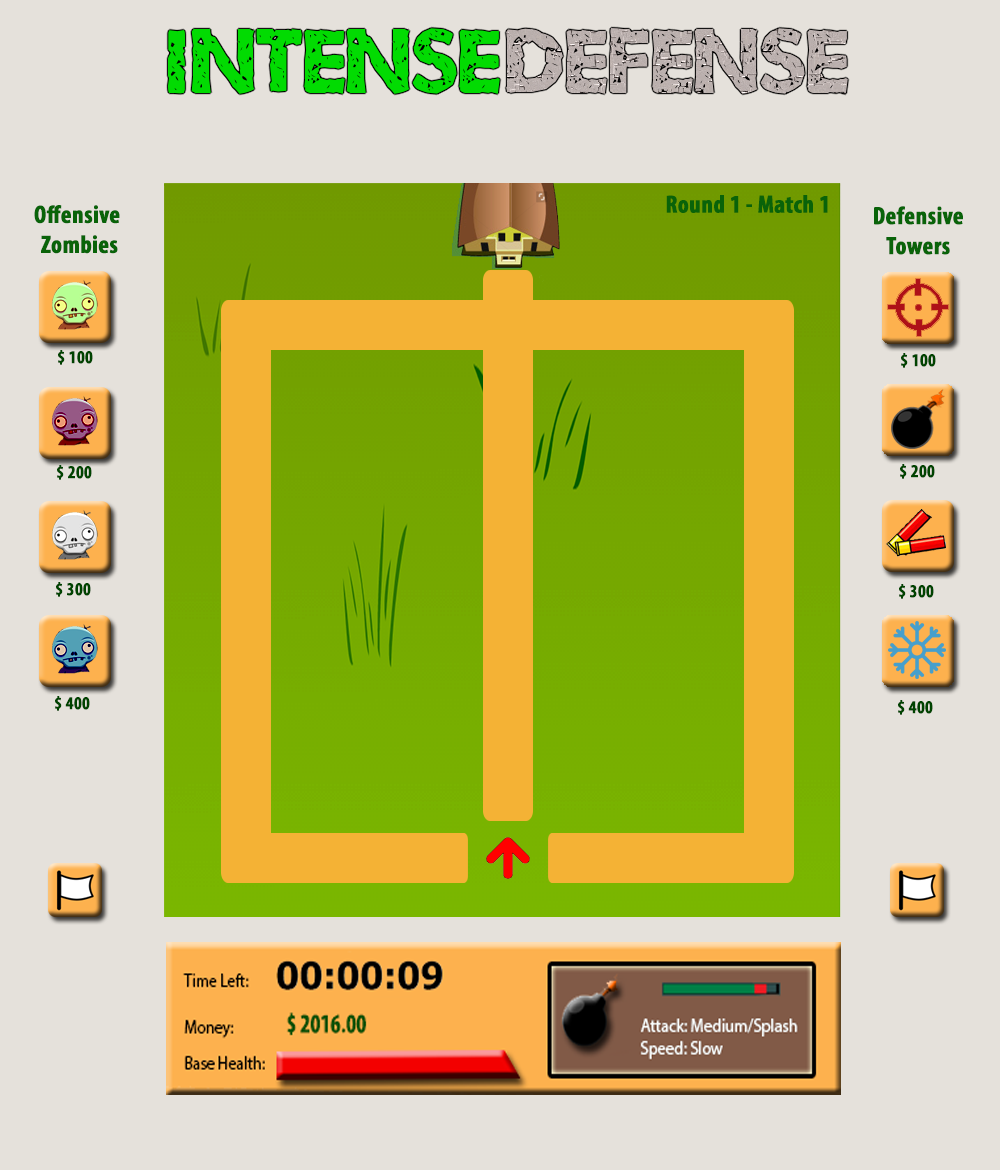 INTENSEDEFENSE
Round 1 - Match 1
Offensive
Zombies
$ 100
$ 200
$ 300
$ 400
Defensive
Towers
$ 100
$ 200
$ 300
$ 400
Time Left: 00:00:09
Money: $ 2016.00
Base Health:
Attack: Medium/Splash
Speed: Slow